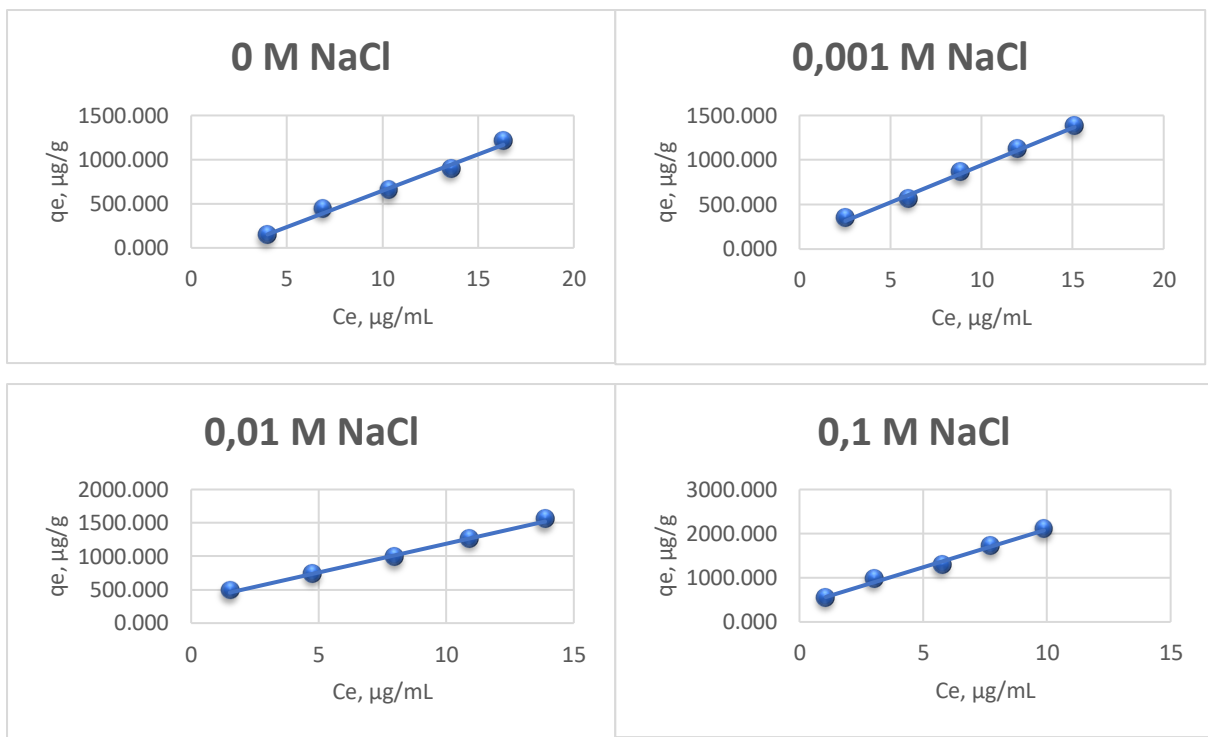 0 M NaCl
qe, µg/g
1500.000
1000.000
500.000
0.000
0 5 10 15 20
Ce, µg/mL
0,001 M NaCl
qe, µg/g
1500.000
1000.000
500.000
0.000
0 5 10 15 20
Ce, µg/mL
0,01 M NaCl
qe, µg/g
2000.000
1500.000
1000.000
500.000
0.000
0 5 10 15
Ce, µg/mL
0,1 M NaCl
qe, µg/g
3000.000
2000.000
1000.000
0.000
0 5 10 15
Ce, µg/mL